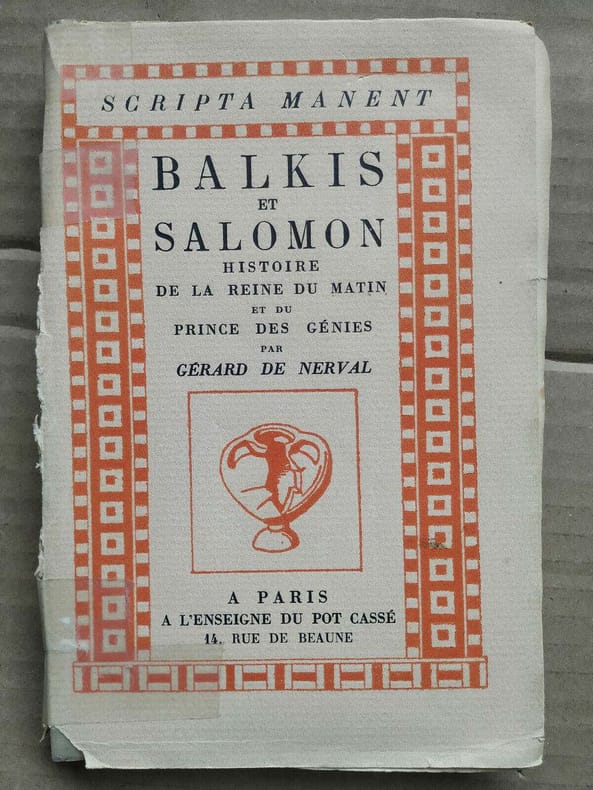 SCRIPTA MANENT
BALKIS
ET
SALOMON
HISTOIRE
DE LA REINE DU MATIN
ET DU
PRINCE DES GÉNIES
PAR
GÉRARD DE NERVAL
A PARIS
A L'ENSEIGNE DU POT CASSÉ
14, RUE DE BEAUNE